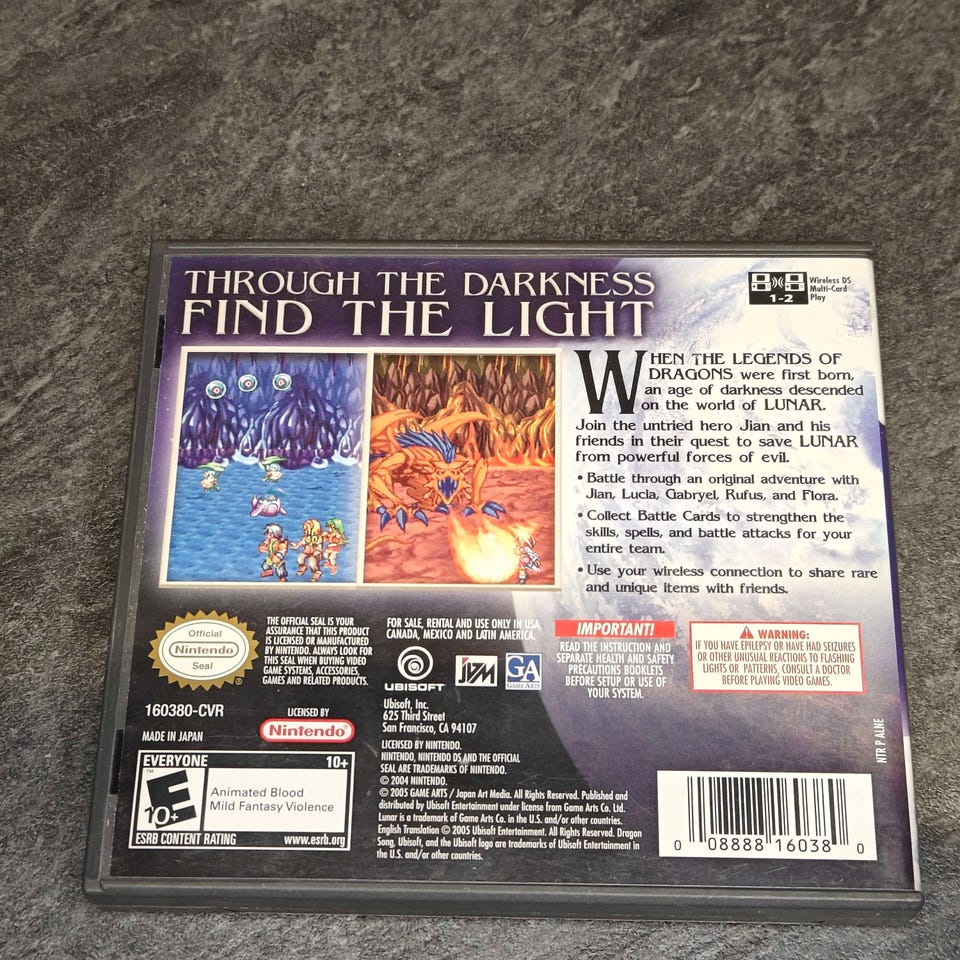 THROUGH THE DARKNESS
FIND THE LIGHT
1-2
Wireless DS
Multi-Card
Play
WHEN THE LEGENDS OF
DRAGONS were first born,
an age of darkness descended
on the world of LUNAR.
Join the untried hero Jian and his
friends in their quest to save LUNAR
from powerful forces of evil.
• Battle through an original adventure with
Jian, Lucia, Gabryel, Rufus, and Flora.
• Collect Battle Cards to strengthen the
skills, spells, and battle attacks for your
entire team.
• Use your wireless connection to share rare
and unique items with friends.
Official
Nintendo
Seal
THE OFFICIAL SEAL IS YOUR
ASSURANCE THAT THIS PRODUCT
IS LICENSED OR MANUFACTURED
BY NINTENDO. ALWAYS LOOK FOR
THIS SEAL WHEN BUYING VIDEO
GAME SYSTEMS, ACCESSORIES,
GAMES AND RELATED PRODUCTS.
FOR SALE, RENTAL AND USE ONLY IN USA,
CANADA, MEXICO AND LATIN AMERICA.
UBISOFT
JAM
GA
GAME ARTS
IMPORTANT!
READ THE INSTRUCTION AND
SEPARATE HEALTH AND SAFETY
PRECAUTIONS BOOKLETS
BEFORE SETUP OR USE OF
YOUR SYSTEM.
WARNING:
IF YOU HAVE EPILEPSY OR HAVE HAD SEIZURES
OR OTHER UNUSUAL REACTIONS TO FLASHING
LIGHTS OR PATTERNS, CONSULT A DOCTOR
BEFORE PLAYING VIDEO GAMES.
160380-CVR
MADE IN JAPAN
LICENSED BY
Nintendo®
Ubisoft, Inc.
625 Third Street
San Francisco, CA 94107
LICENSED BY NINTENDO.
NINTENDO, NINTENDO DS AND THE OFFICIAL
SEAL ARE TRADEMARKS OF NINTENDO.
© 2004 NINTENDO.
© 2005 GAME ARTS / Japan Art Media. All Rights Reserved. Published and
distributed by Ubisoft Entertainment under license from Game Arts Co. Ltd.
Lunar is a trademark of Game Arts Co. in the U.S. and/or other countries.
English Translation © 2005 Ubisoft Entertainment. All Rights Reserved. Dragon
Song, Ubisoft, and the Ubisoft logo are trademarks of Ubisoft Entertainment in
the U.S. and/or other countries.
EVERYONE 10+
E
10+
™
Animated Blood
Mild Fantasy Violence
ESRB CONTENT RATING www.esrb.org
NTR P ALNE
0 08888 16038 0